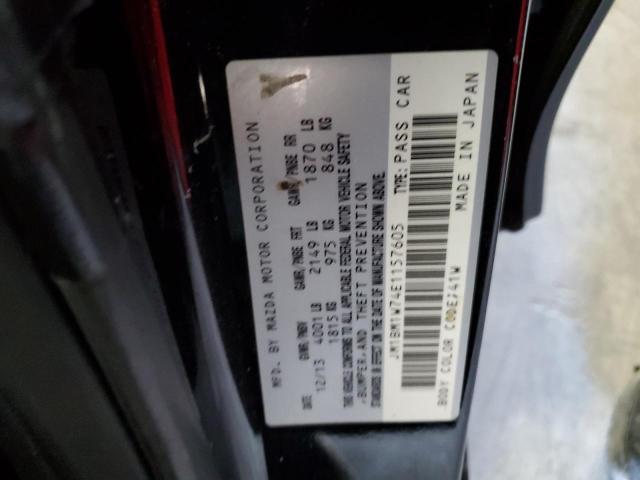 MFD. BY MAZDA MOTOR CORPORATION
DATE GVWR/PNBV GAWR/PNBE FRT GAWR/PNBE RR
12/13 4001 LB 2149 LB 1870 LB
1815 KG 975 KG 848 KG
THIS VEHICLE CONFORMS TO ALL APPLICABLE FEDERAL MOTOR VEHICLE SAFETY
BUMPER, AND THEFT PREVENTION
STANDARDS IN EFFECT ON THE DATE OF MANUFACTURE SHOWN ABOVE.
JM1BM1W74E1157605 TYPE: PASS CAR
BODY COLOR CODE: 41W MADE IN JAPAN